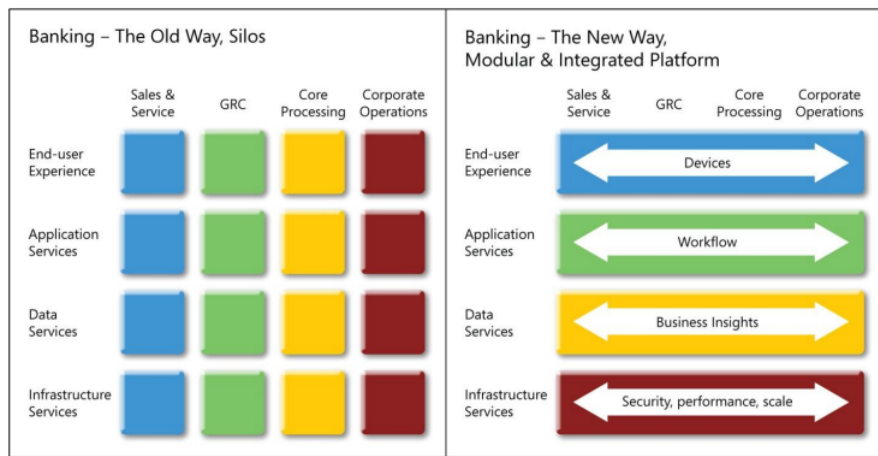 Banking – The Old Way, Silos
Sales &
Service
GRC
Core
Processing
Corporate
Operations
End-user
Experience
Application
Services
Data
Services
Infrastructure
Services
Banking – The New Way,
Modular & Integrated Platform
Sales &
Service
GRC
Core
Processing
Corporate
Operations
End-user
Experience
Devices
Application
Services
Workflow
Data
Services
Business Insights
Infrastructure
Services
Security, performance, scale